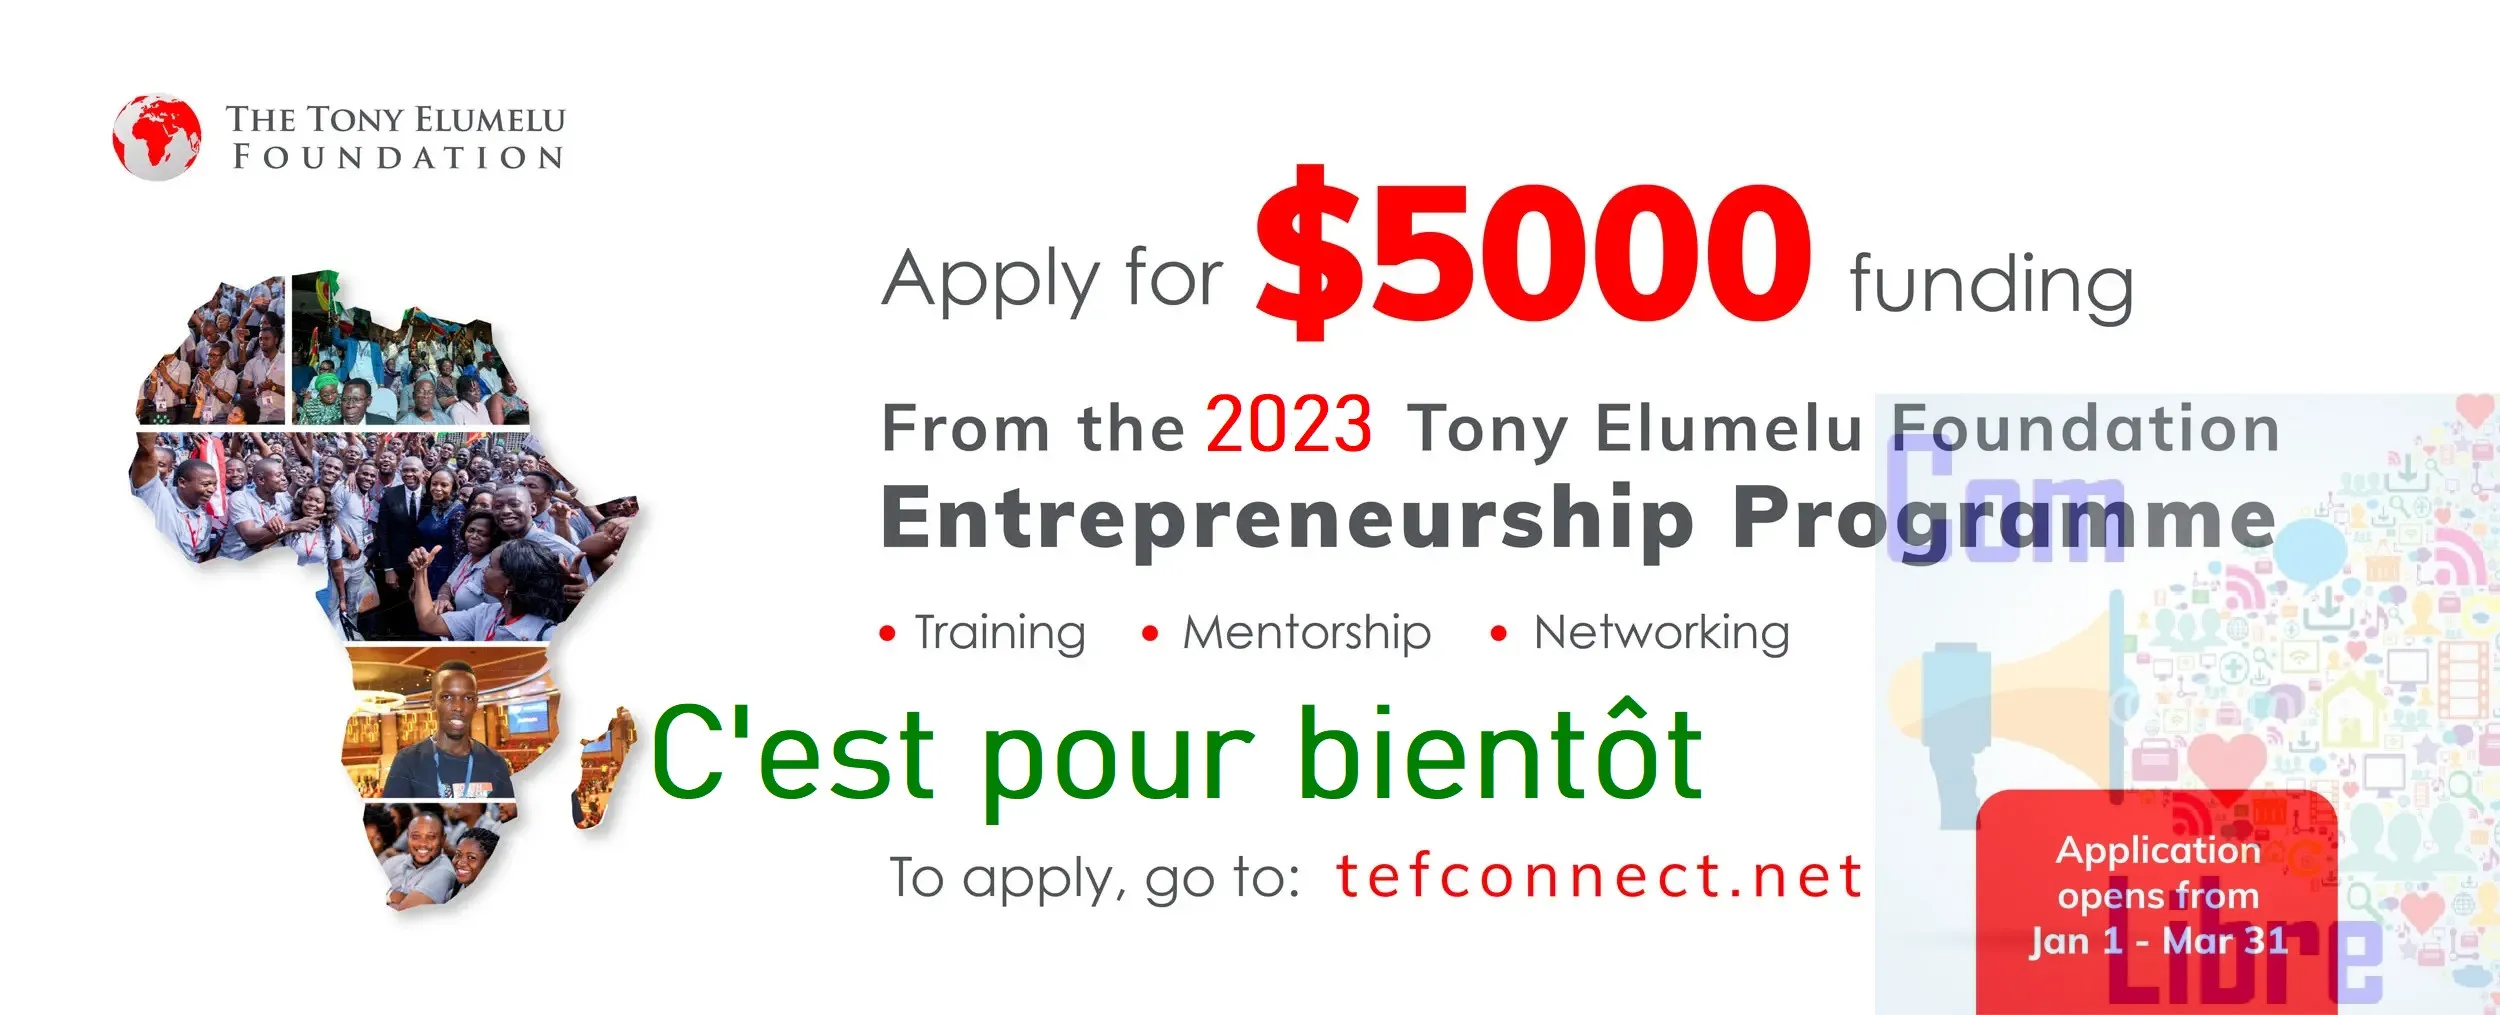 THE TONY ELUMELU
FOUNDATION
Apply for $5000 funding
From the 2023 Tony Elumelu Foundation
Entrepreneurship Programme
• Training • Mentorship • Networking
C'est pour bientôt
To apply, go to: tefconnect.net
Com
Libre
Application
opens from
Jan 1 - Mar 31